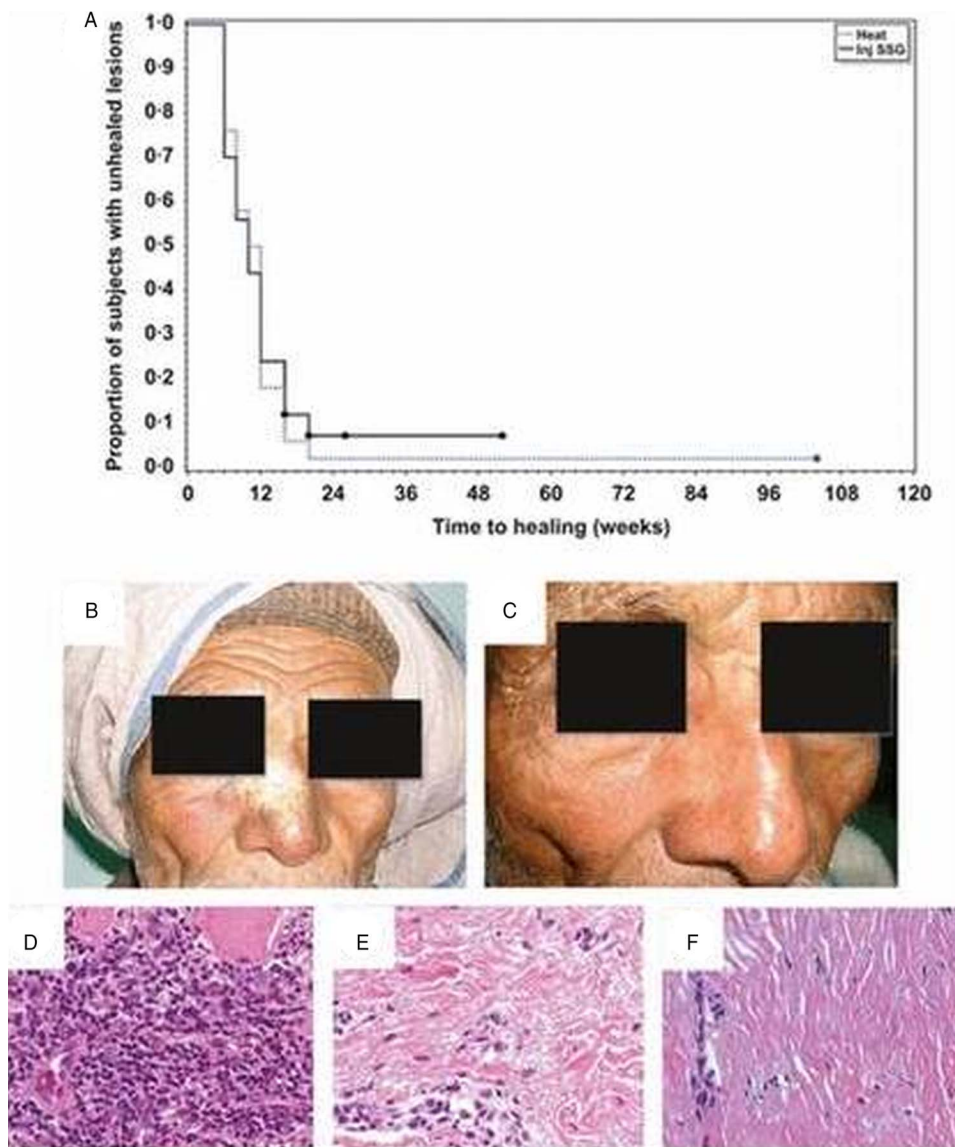 A
Proportion of subjects with unhealed lesions
1·0
0·9
0·8
0·7
0·6
0·5
0·4
0·3
0·2
0·1
0·0
Heat
Inj SSG
0 12 24 36 48 60 72 84 96 108 120
Time to healing (weeks)
B
C
D
E
F